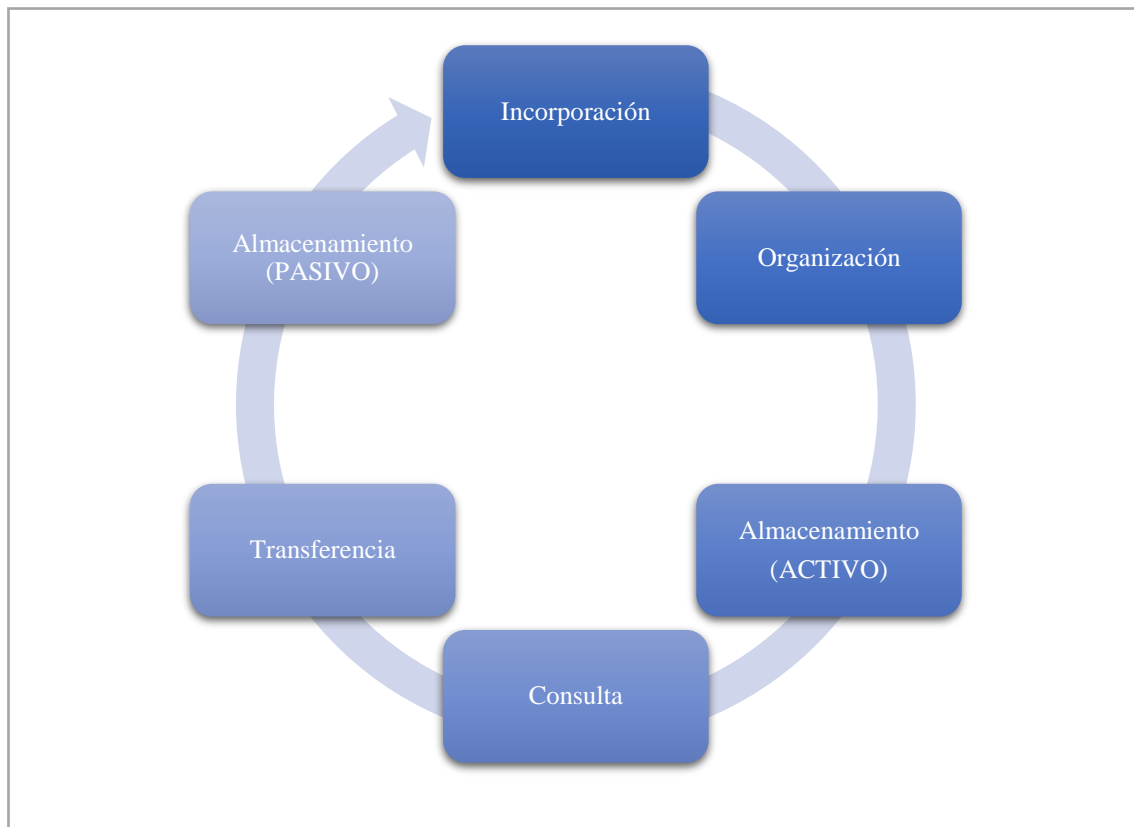 Incorporación
Organización
Almacenamiento
(ACTIVO)
Consulta
Transferencia
Almacenamiento
(PASIVO)